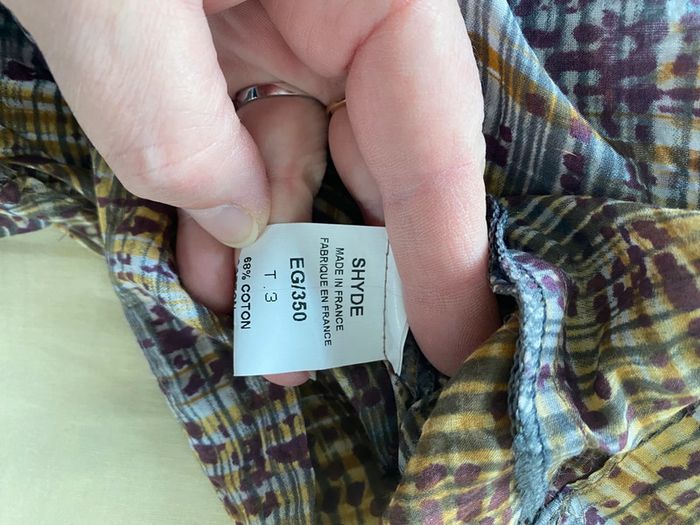 SHYDE
MADE IN FRANCE
FABRIQUE EN FRANCE
EG/350
T .3
68% COTON